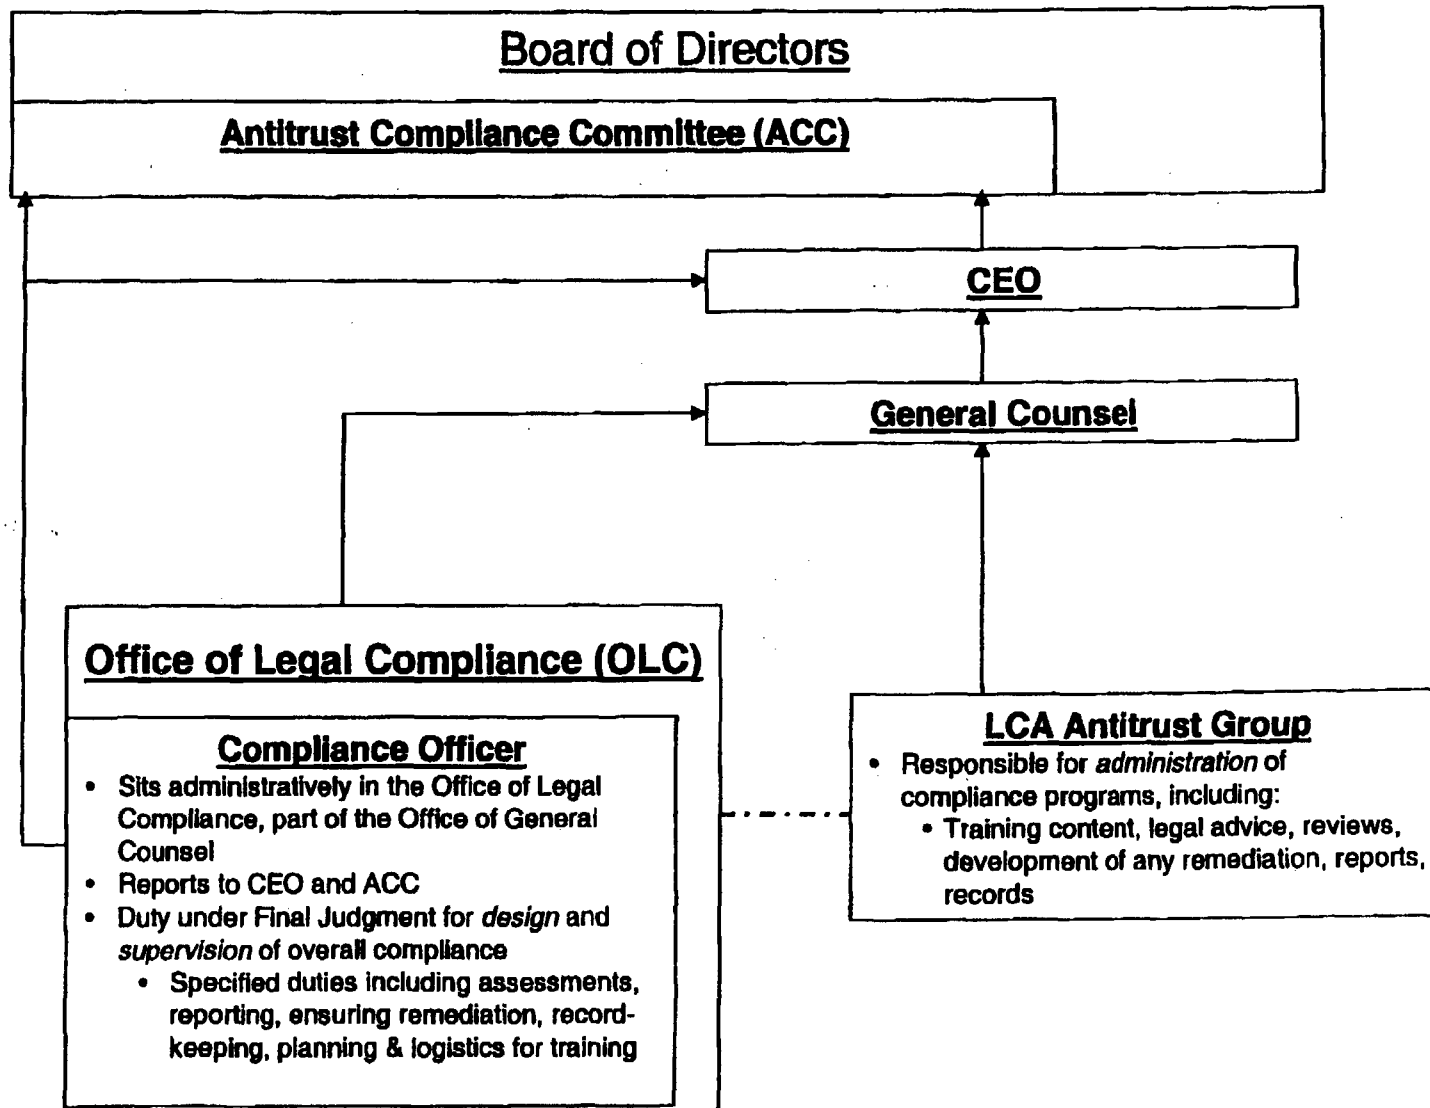 Board of Directors
Antitrust Compliance Committee (ACC)
CEO
General Counsel
Office of Legal Compliance (OLC)
Compliance Officer
• Sits administratively in the Office of Legal
Compliance, part of the Office of General
Counsel
• Reports to CEO and ACC
• Duty under Final Judgment for design and
supervision of overall compliance
• Specified duties including assessments,
reporting, ensuring remediation, record-
keeping, planning & logistics for training
LCA Antitrust Group
• Responsible for administration of
compliance programs, including:
• Training content, legal advice, reviews,
development of any remediation, reports,
records